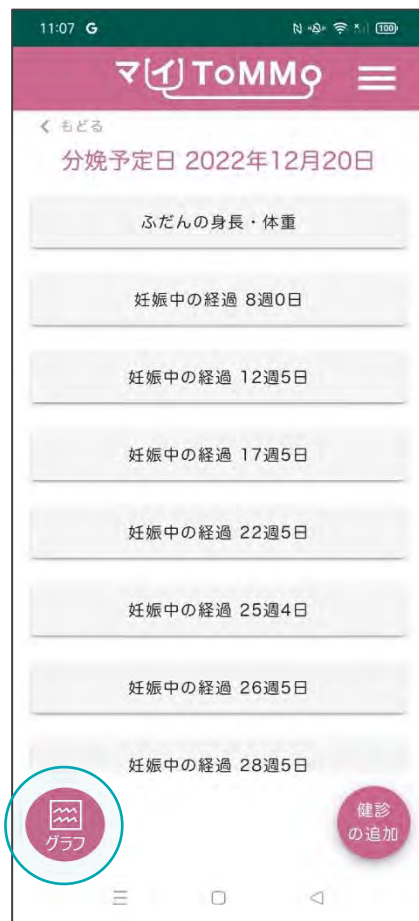 11:07 G
100
マイToMMo
もどる
分娩予定日 2022年12月20日
ふだんの身長・体重
妊娠中の経過 8週0日
妊娠中の経過 12週5日
妊娠中の経過 17週5日
妊娠中の経過 22週5日
妊娠中の経過 25週4日
妊娠中の経過 26週5日
妊娠中の経過 28週5日
グラフ
健診
の追加